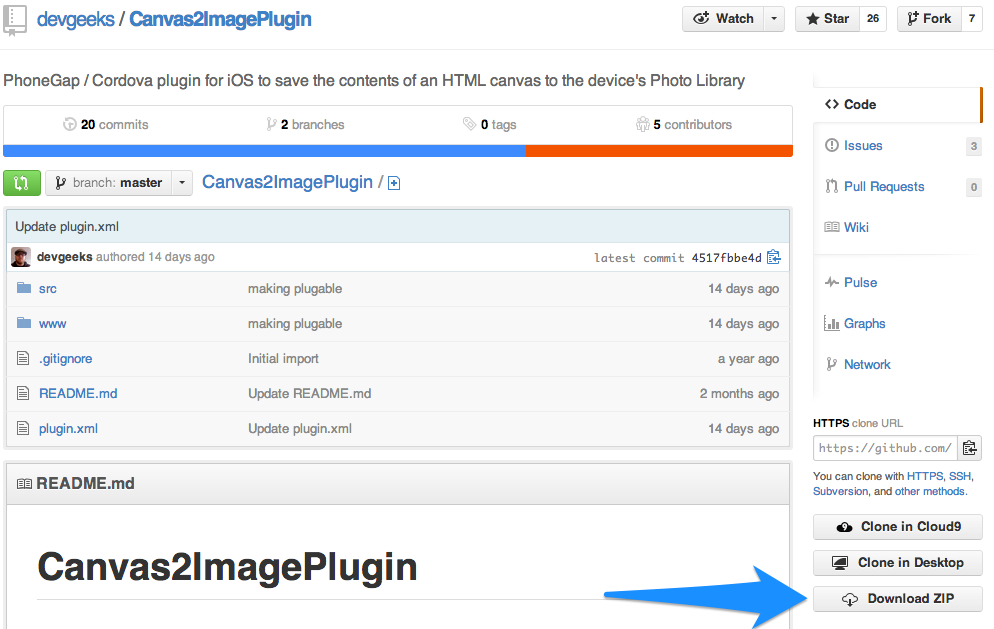 devgeeks / Canvas2ImagePlugin
Watch
Star 26
Fork 7
PhoneGap / Cordova plugin for iOS to save the contents of an HTML canvas to the device's Photo Library
20 commits
2 branches
0 tags
5 contributors
branch: master
Canvas2ImagePlugin /
Update plugin.xml
devgeeks authored 14 days ago
latest commit 4517fbbe4d
src making plugable 14 days ago
www making plugable 14 days ago
.gitignore Initial import a year ago
README.md Update README.md 2 months ago
plugin.xml Update plugin.xml 14 days ago
README.md
Canvas2ImagePlugin
Code
Issues 3
Pull Requests 0
Wiki
Pulse
Graphs
Network
HTTPS clone URL
https://github.com/
You can clone with HTTPS, SSH,
Subversion, and other methods.
Clone in Cloud9
Clone in Desktop
Download ZIP